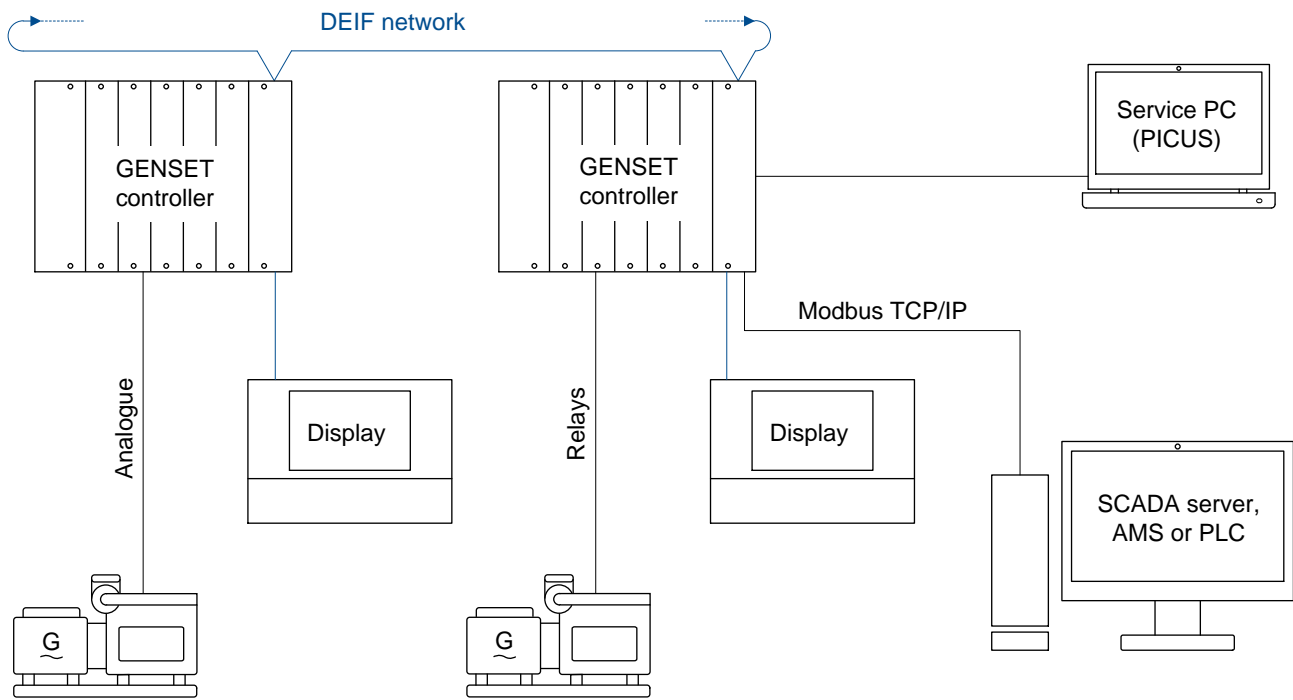 DEIF network
GENSET
controller
GENSET
controller
Service PC
(PICUS)
Modbus TCP/IP
Analogue
Display
Relays
Display
SCADA server,
AMS or PLC
G
G